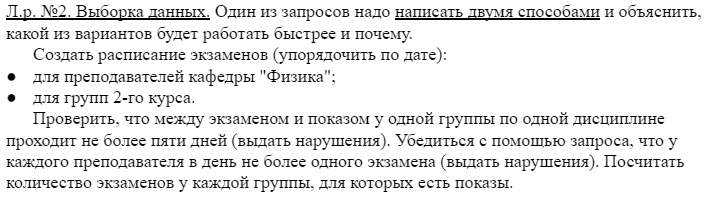 Л.р. №2. Выборка данных. Один из запросов надо написать двумя способами и объяснить,
какой из вариантов будет работать быстрее и почему.
Создать расписание экзаменов (упорядочить по дате):
● для преподавателей кафедры "Физика";
● для групп 2-го курса.
Проверить, что между экзаменом и показом у одной группы по одной дисциплине
проходит не более пяти дней (выдать нарушения). Убедиться с помощью запроса, что у
каждого преподавателя в день не более одного экзамена (выдать нарушения). Посчитать
количество экзаменов у каждой группы, для которых есть показы.